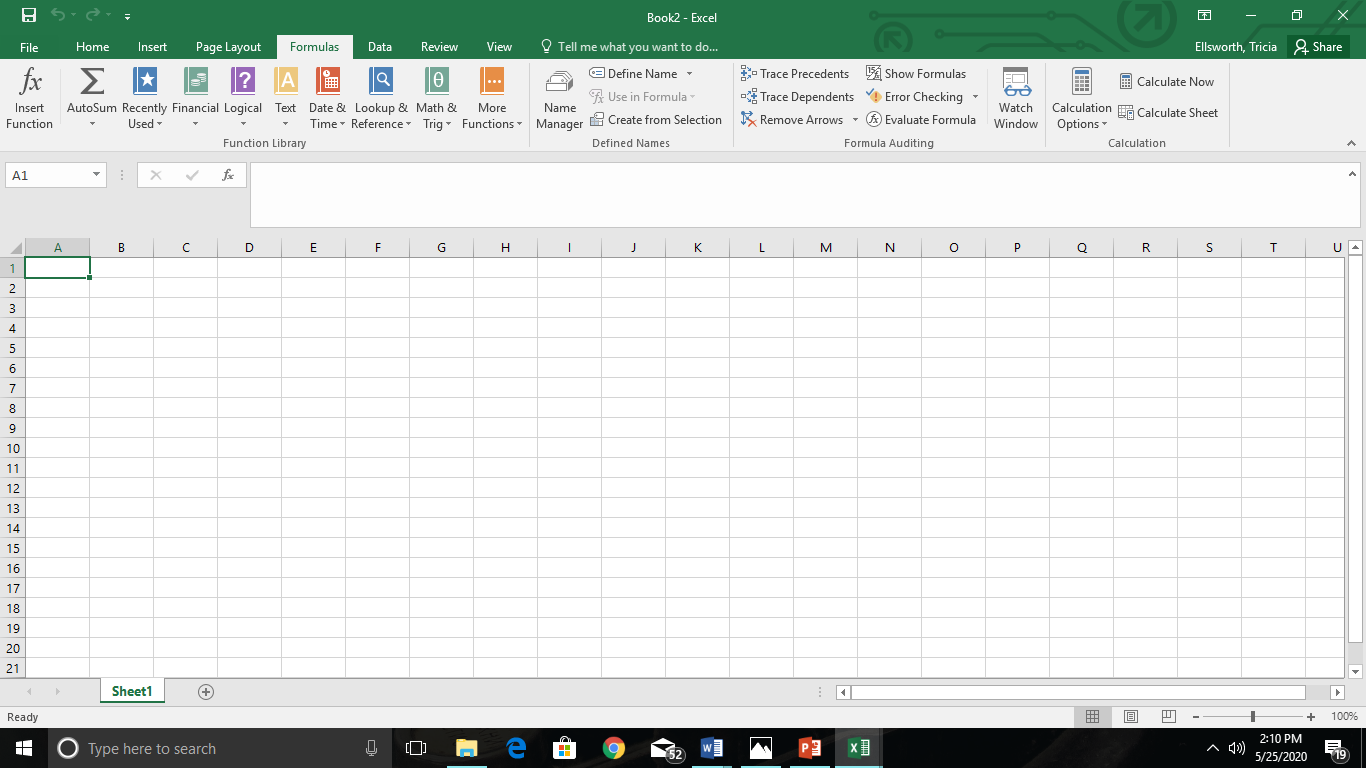 Book2 - Excel
File Home Insert Page Layout Formulas Data Review View Tell me what you want to do... Ellsworth, Tricia Share
fx Σ ? A θ ...
Insert Function
AutoSum
Recently Used
Financial
Logical
Text
Date & Time
Lookup & Reference
Math & Trig
More Functions
Function Library
Name Manager
Define Name
Use in Formula
Create from Selection
Defined Names
Trace Precedents
Trace Dependents
Remove Arrows
Show Formulas
Error Checking
Evaluate Formula
Formula Auditing
Watch Window
Calculation Options
Calculate Now
Calculate Sheet
Calculation
A1 fx
A B C D E F G H I J K L M N O P Q R S T U
1
2
3
4
5
6
7
8
9
10
11
12
13
14
15
16
17
18
19
20
21
Sheet1
Ready 100%
Type here to search 52 2:10 PM
5/25/2020 19